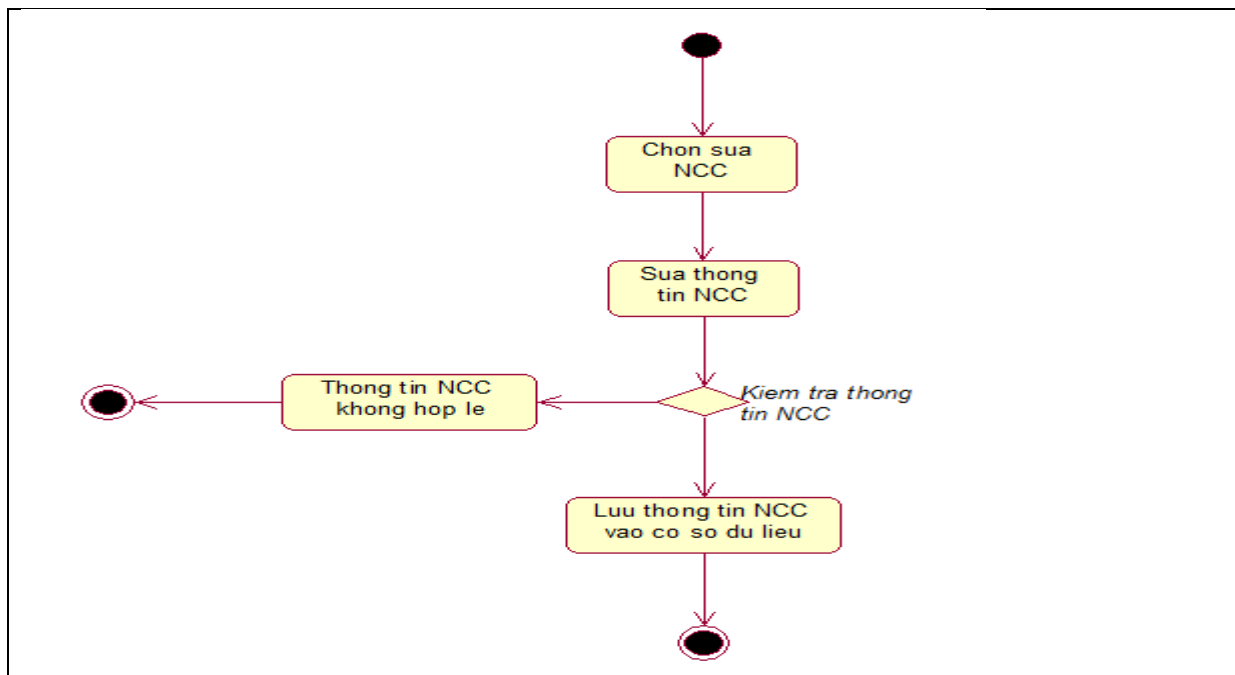 Chon sua
NCC
Sua thong
tin NCC
Thong tin NCC
khong hop le
Kiem tra thong
tin NCC
Luu thong tin NCC
vao co so du lieu